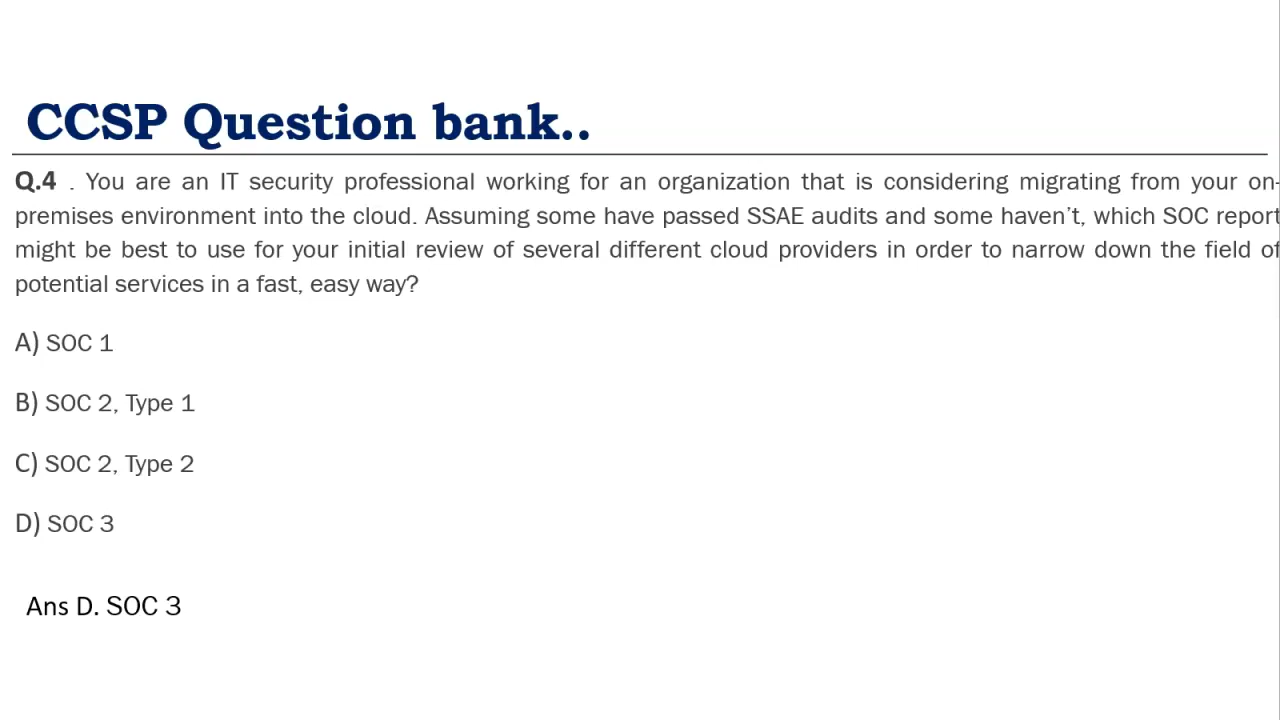 CCSP Question bank..
Q.4 . You are an IT security professional working for an organization that is considering migrating from your on-
premises environment into the cloud. Assuming some have passed SSAE audits and some haven’t, which SOC report
might be best to use for your initial review of several different cloud providers in order to narrow down the field of
potential services in a fast, easy way?
A) SOC 1
B) SOC 2, Type 1
C) SOC 2, Type 2
D) SOC 3
Ans D. SOC 3